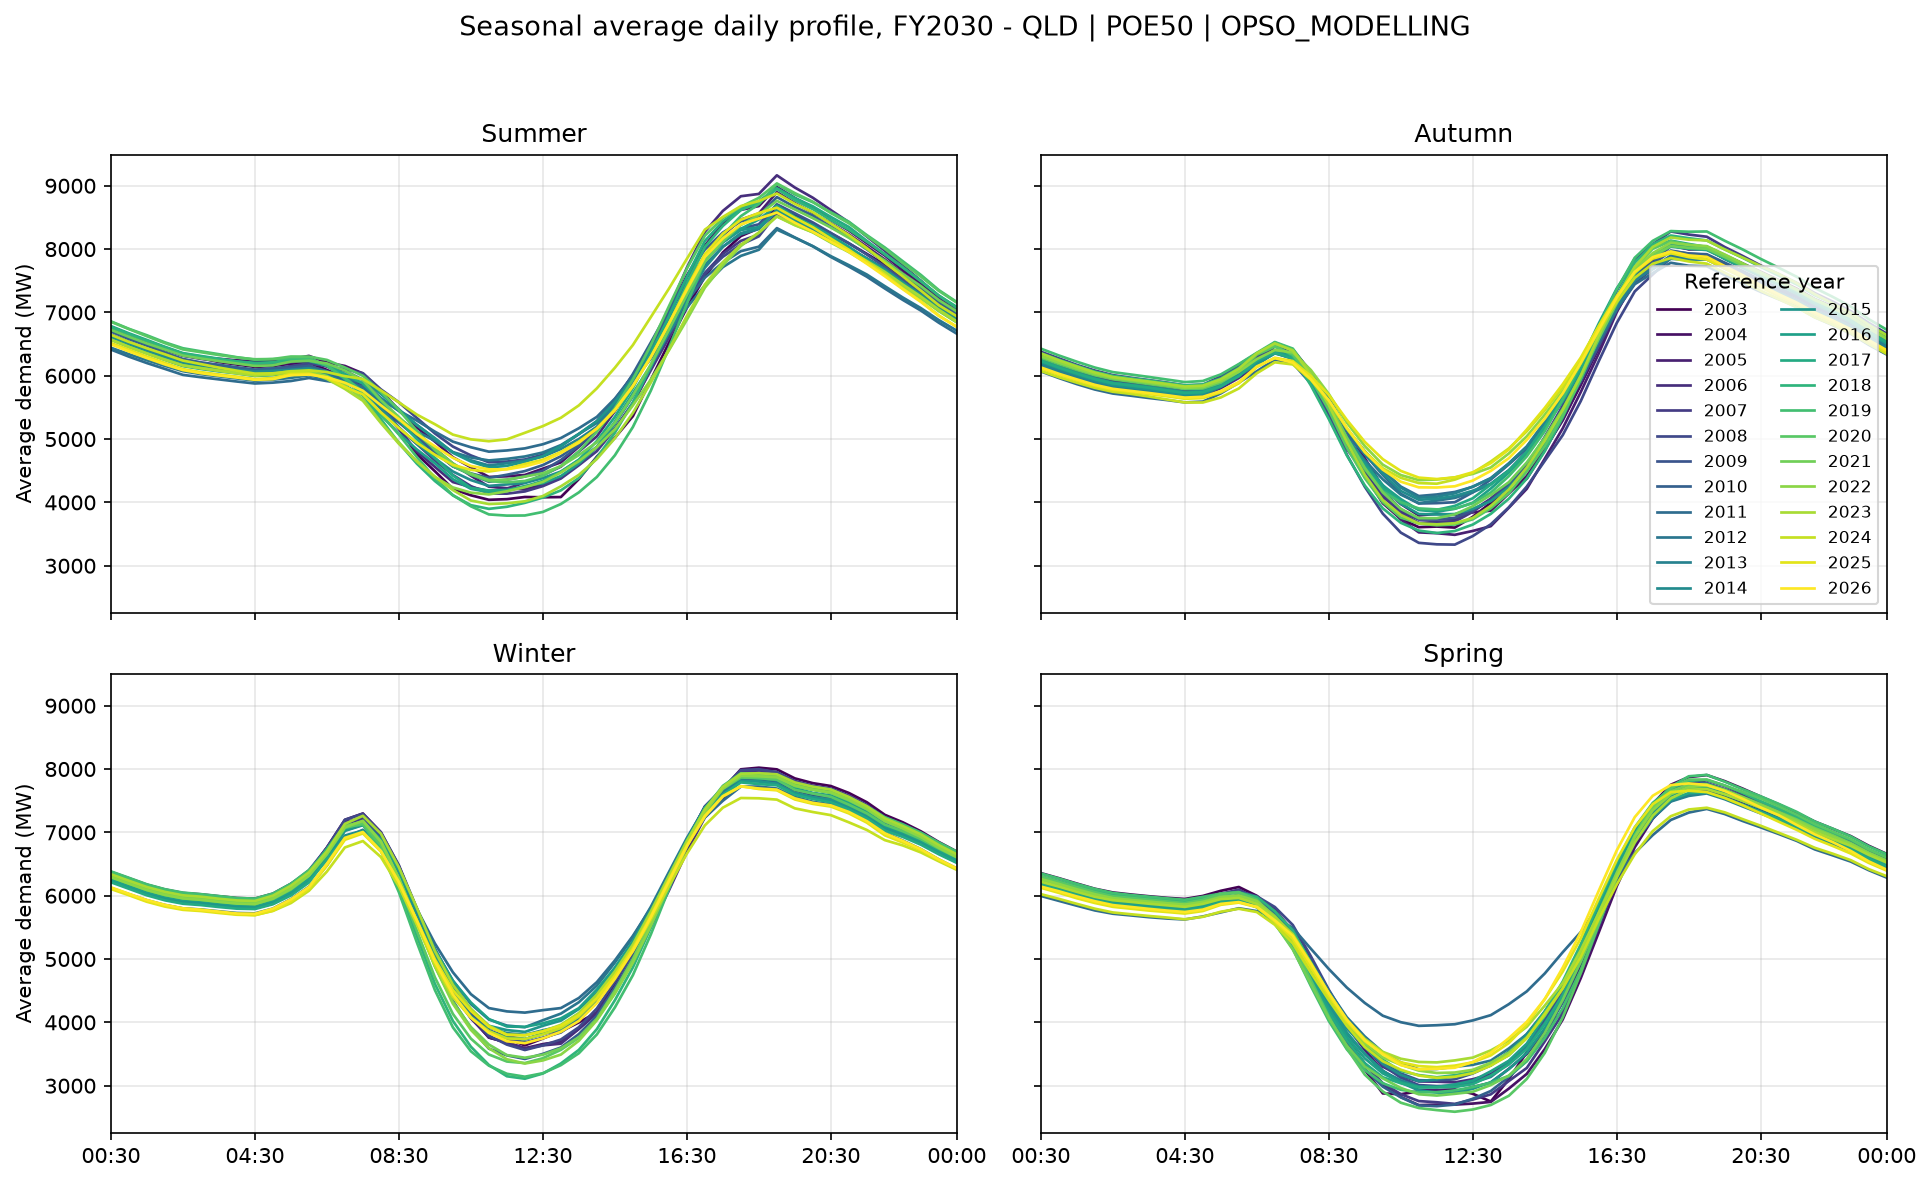 Seasonal average daily profile, FY2030 - QLD | POE50 | OPSO_MODELLING
Summer
Autumn
Average demand (MW)
9000
8000
7000
6000
5000
4000
3000
Reference year
2003 2015
2004 2016
2005 2017
2006 2018
2007 2019
2008 2020
2009 2021
2010 2022
2011 2023
2012 2024
2013 2025
2014 2026
Winter
Spring
Average demand (MW)
9000
8000
7000
6000
5000
4000
3000
00:30 04:30 08:30 12:30 16:30 20:30 00:00
00:30 04:30 08:30 12:30 16:30 20:30 00:00